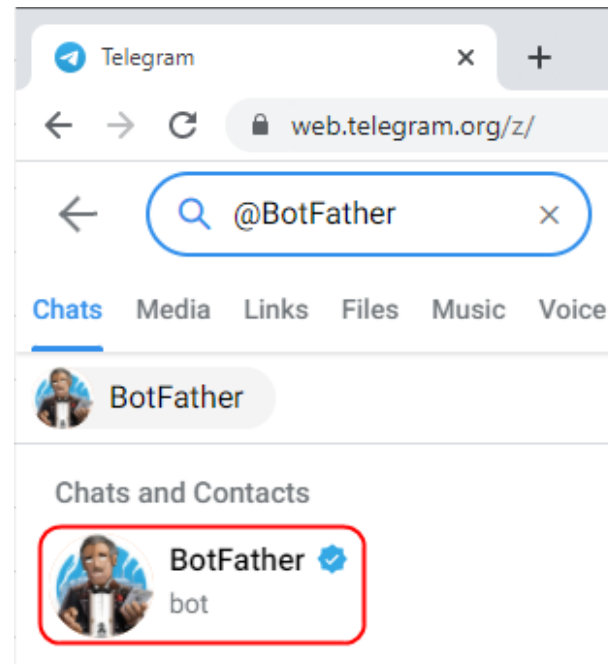 Telegram
web.telegram.org/z/
@BotFather
Chats Media Links Files Music Voice
BotFather
Chats and Contacts
BotFather
bot